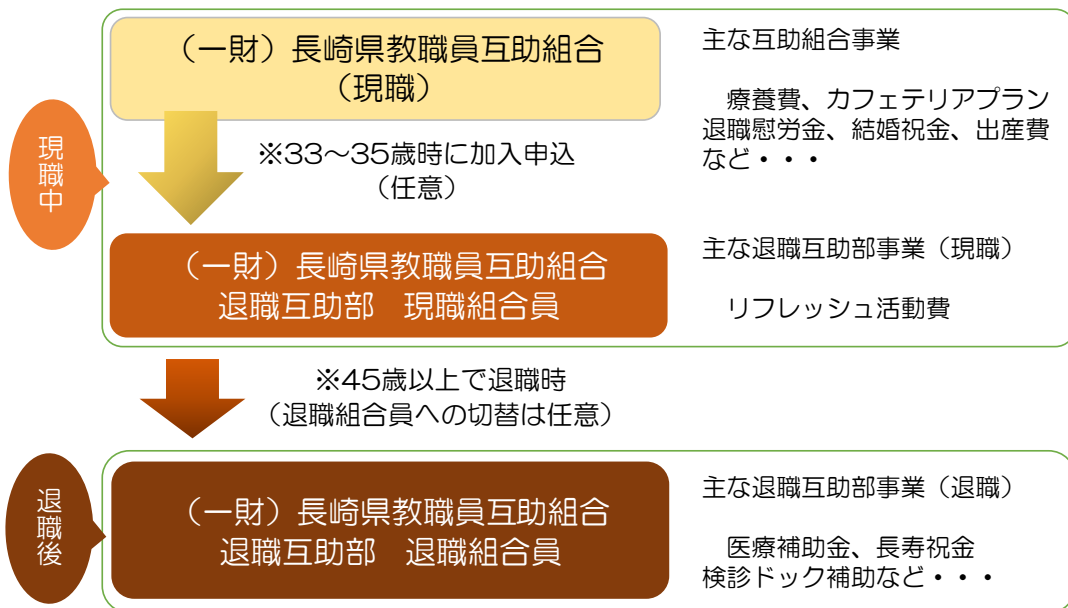 （一財）長崎県教職員互助組合
（現職）
主な互助組合事業
療養費、カフェテリアプラン
退職慰労金、結婚祝金、出産費
など・・・
現職中
※33～35歳時に加入申込
（任意）
（一財）長崎県教職員互助組合
退職互助部　現職組合員
主な退職互助部事業（現職）
リフレッシュ活動費
※45歳以上で退職時
（退職組合員への切替は任意）
退職後
（一財）長崎県教職員互助組合
退職互助部　退職組合員
主な退職互助部事業（退職）
医療補助金、長寿祝金
検診ドック補助など・・・